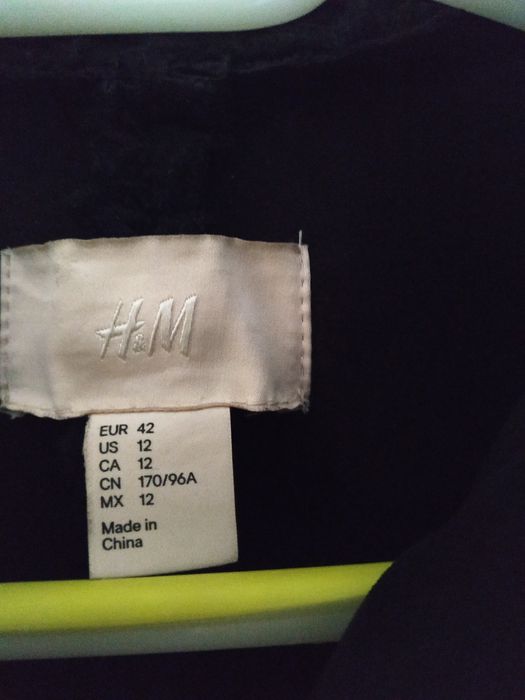 H&M
EUR 42
US 12
CA 12
CN 170/96A
MX 12
Made in
China